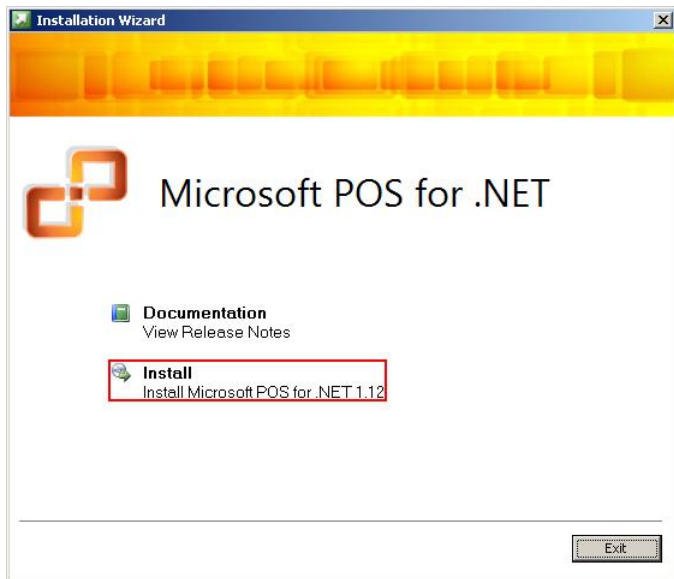 Installation Wizard
Microsoft POS for .NET
Documentation
View Release Notes
Install
Install Microsoft POS for .NET 1.12
Exit